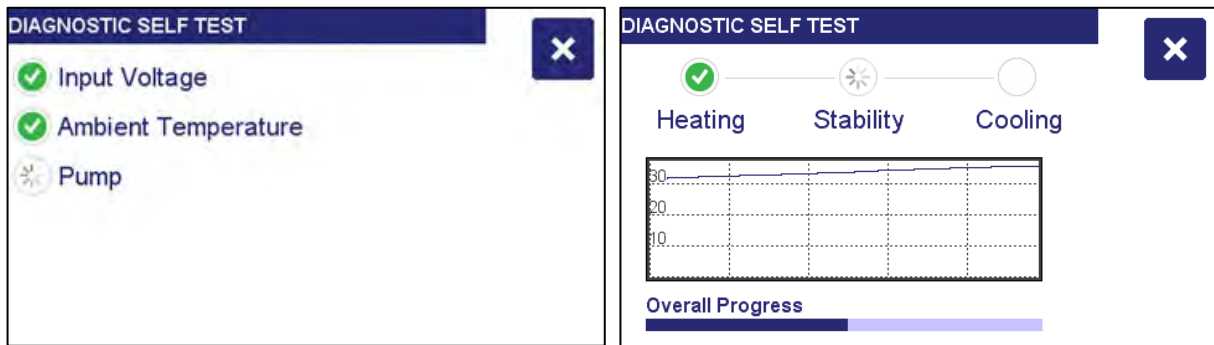 DIAGNOSTIC SELF TEST
Input Voltage
Ambient Temperature
Pump
DIAGNOSTIC SELF TEST
Heating Stability Cooling
30
20
10
Overall Progress